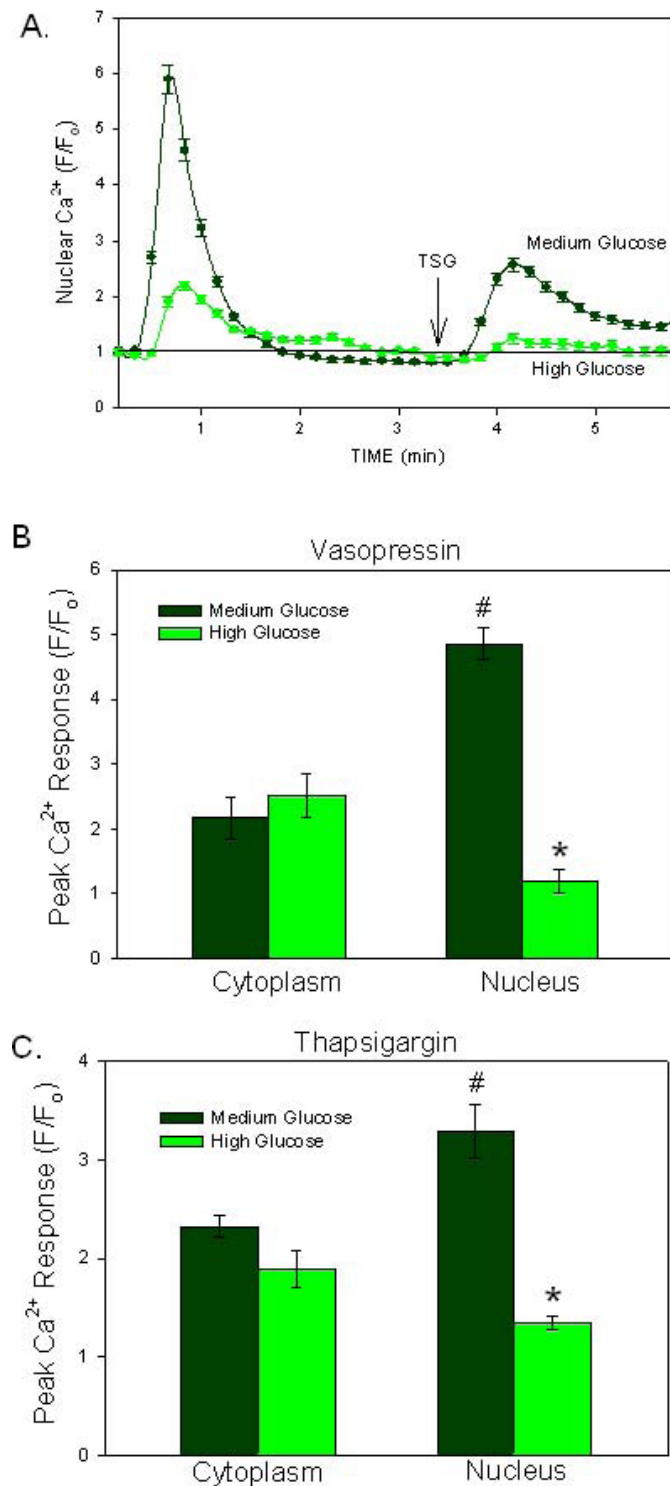 A.
7
6
5
4
3
2
1
0
Nuclear Ca²⁺ (F/Fₒ)
TSG
Medium Glucose
High Glucose
1 2 3 4 5
TIME (min)
B
Vasopressin
6
5
4
3
2
1
0
Peak Ca²⁺ Response (F/Fₒ)
Medium Glucose
High Glucose
#
*
Cytoplasm Nucleus
C.
Thapsigargin
4
3
2
1
0
Peak Ca²⁺ Response (F/Fₒ)
Medium Glucose
High Glucose
#
*
Cytoplasm Nucleus